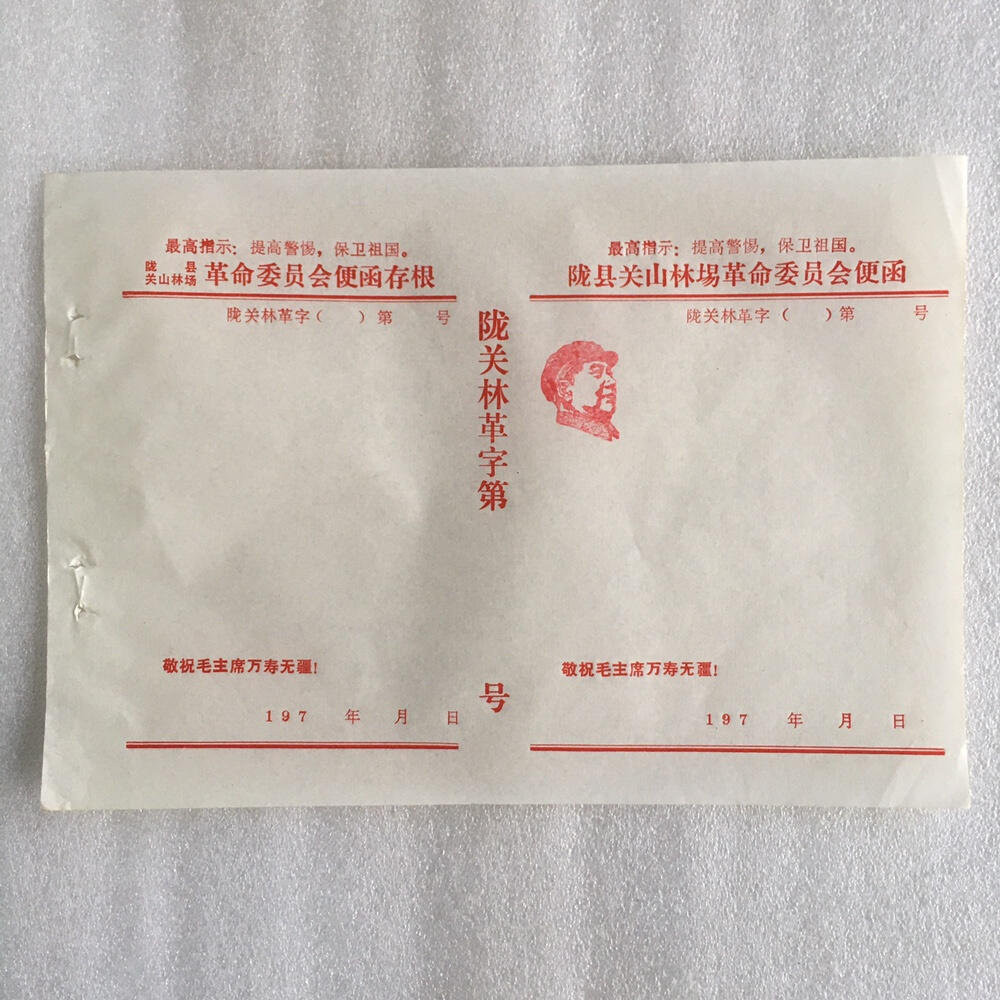 最高指示：提高警惕，保卫祖国。
陇县关山林场 革命委员会便函存根
陇关林革字（ ）第 号
敬祝毛主席万寿无疆！
197 年 月 日
陇关林革字第 号
最高指示：提高警惕，保卫祖国。
陇县关山林場革命委员会便函
陇关林革字（ ）第 号
敬祝毛主席万寿无疆！
197 年 月 日